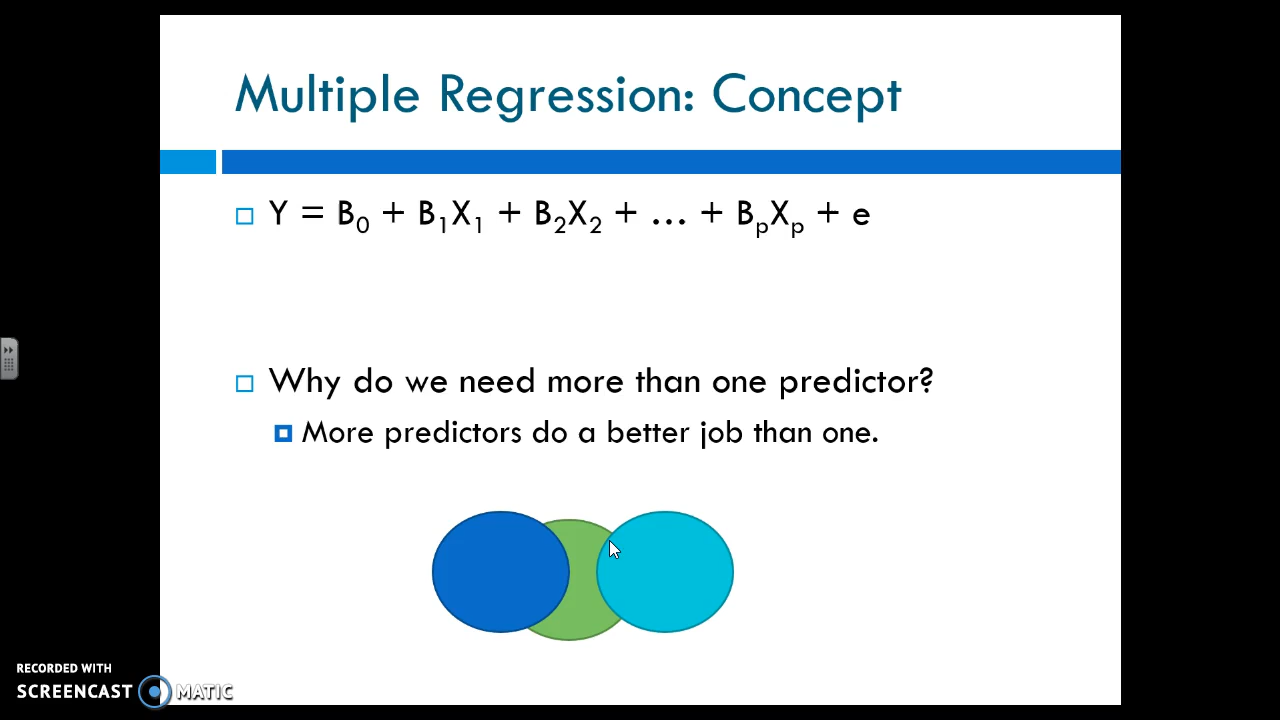 Multiple Regression: Concept
Y = B₀ + B₁X₁ + B₂X₂ + … + BₚXₚ + e
Why do we need more than one predictor?
More predictors do a better job than one.
RECORDED WITH
SCREENCAST MATIC